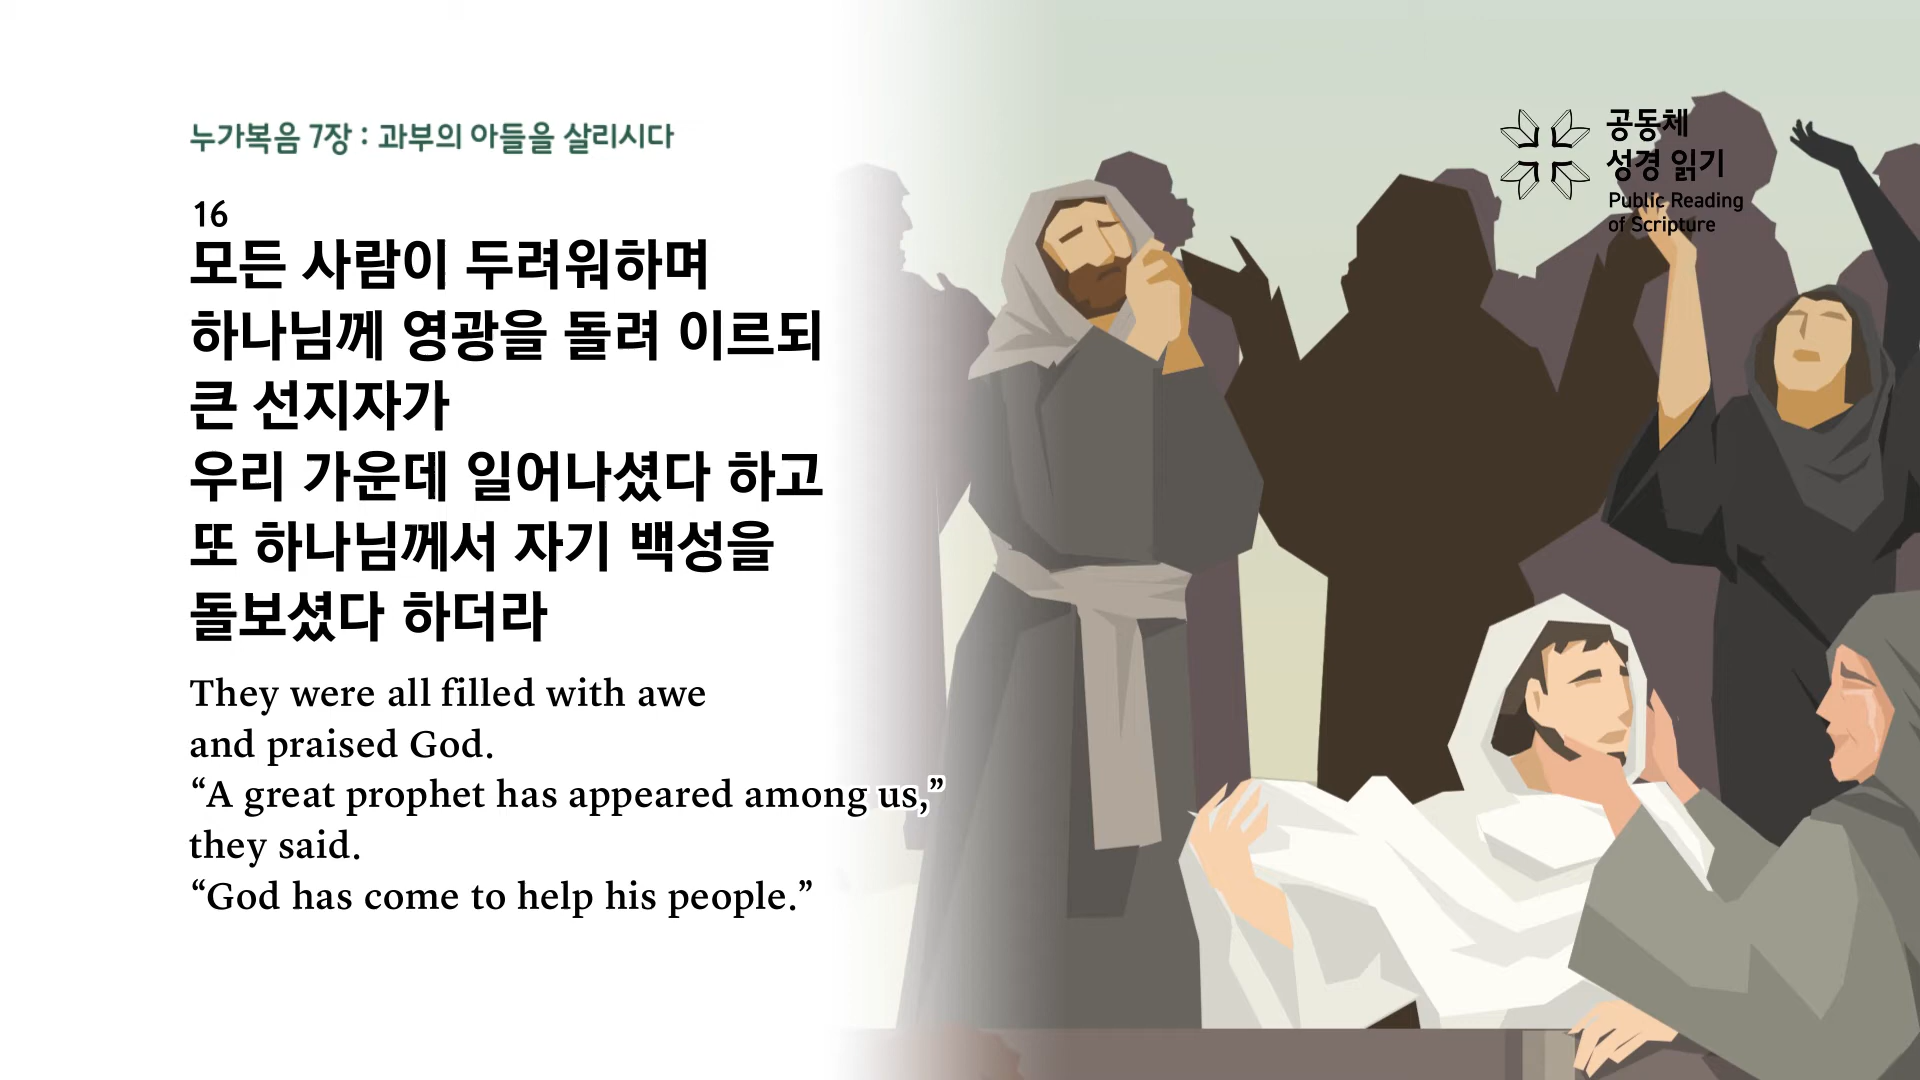 누가복음 7장 : 과부의 아들을 살리시다
16
모든 사람이 두려워하며
하나님께 영광을 돌려 이르되
큰 선지자가
우리 가운데 일어나셨다 하고
또 하나님께서 자기 백성을
돌보셨다 하더라
They were all filled with awe
and praised God.
“A great prophet has appeared among us,”
they said.
“God has come to help his people.”
공동체
성경 읽기
Public Reading
of Scripture